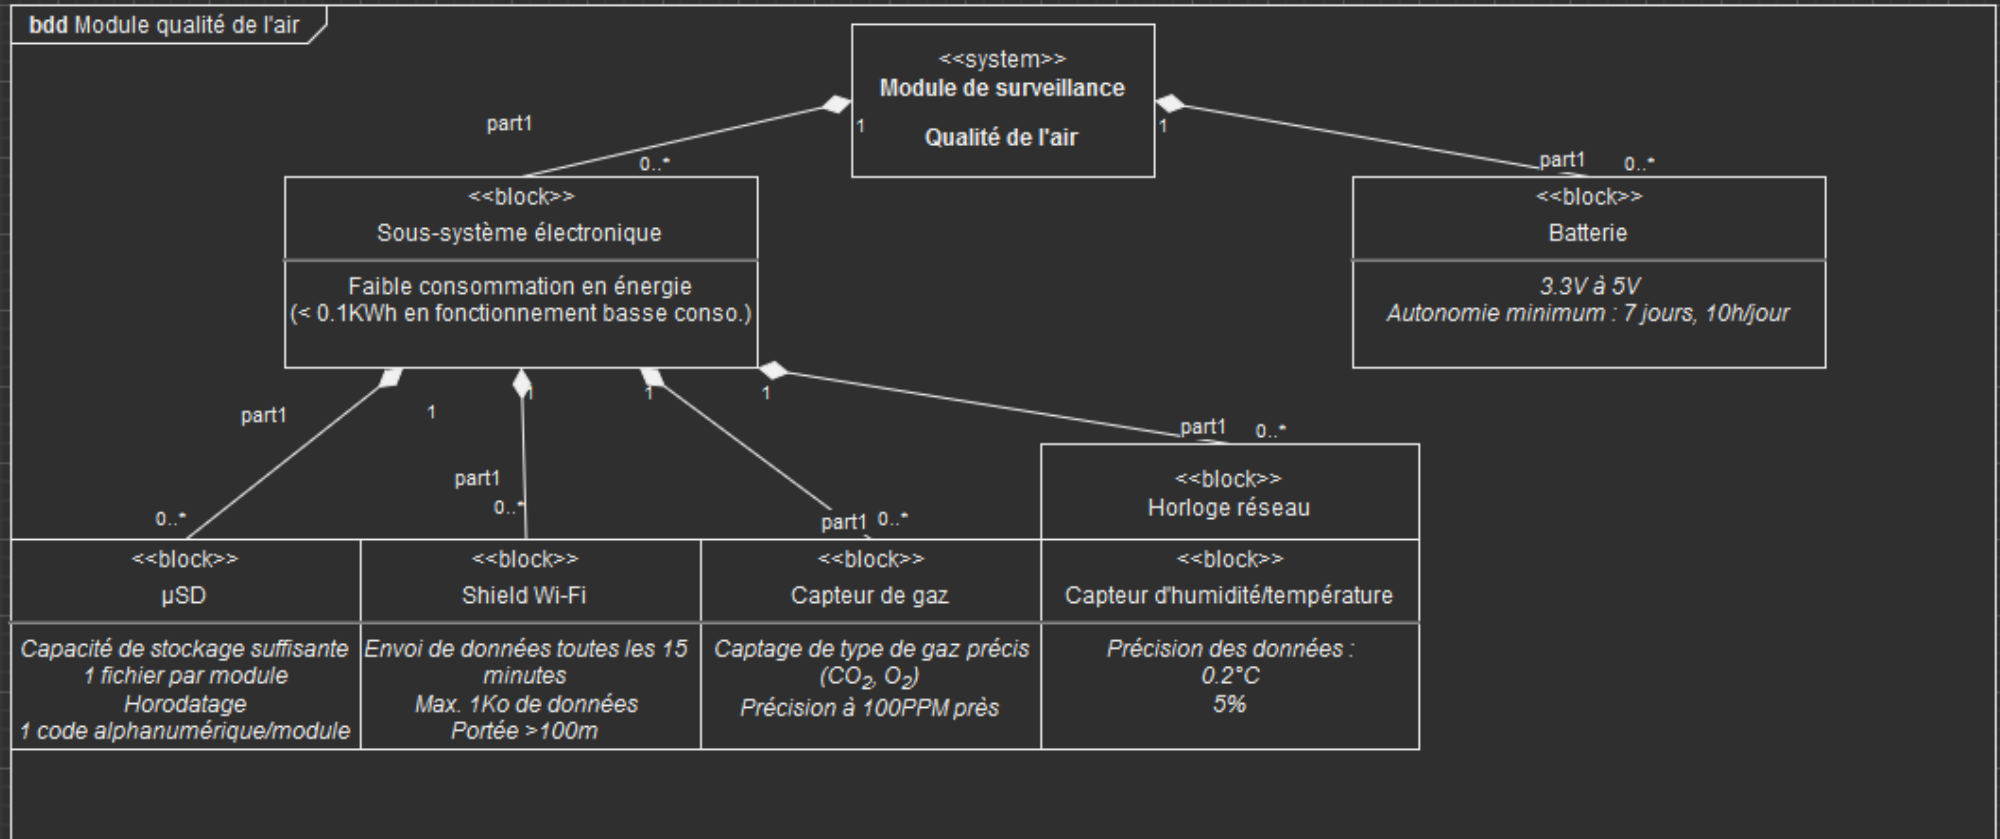 bdd Module qualité de l'air
<<system>>
Module de surveillance
Qualité de l'air
part1
1
1
0..*
part1
0..*
<<block>>
Sous-système électronique
Faible consommation en énergie
(< 0.1KWh en fonctionnement basse conso.)
<<block>>
Batterie
3.3V à 5V
Autonomie minimum : 7 jours, 10h/jour
part1
1
1
1
1
part1
0..*
part1
0..*
0..*
part1
0..*
<<block>>
Horloge réseau
<<block>>
µSD
Capacité de stockage suffisante
1 fichier par module
Horodatage
1 code alphanumérique/module
<<block>>
Shield Wi-Fi
Envoi de données toutes les 15
minutes
Max. 1Ko de données
Portée >100m
<<block>>
Capteur de gaz
Captage de type de gaz précis
(CO₂, O₂)
Précision à 100PPM près
<<block>>
Capteur d'humidité/température
Précision des données :
0.2°C
5%